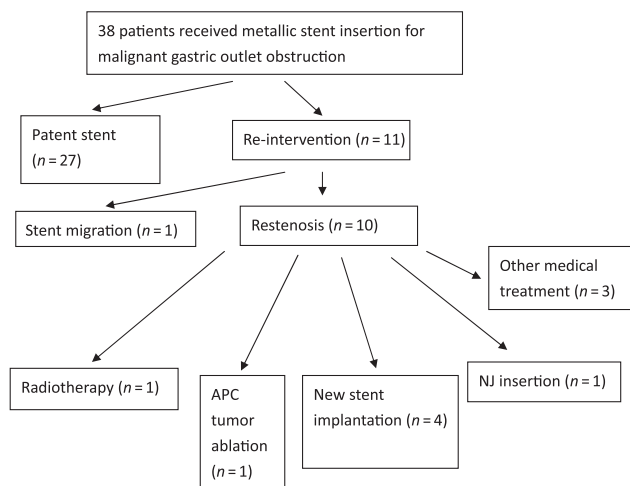 38 patients received metallic stent insertion for
malignant gastric outlet obstruction
Patent stent
(n = 27)
Re-intervention (n = 11)
Stent migration (n = 1)
Restenosis (n = 10)
Other medical
treatment (n = 3)
Radiotherapy (n = 1)
APC
tumor
ablation
(n = 1)
New stent
implantation (n = 4)
NJ insertion (n = 1)